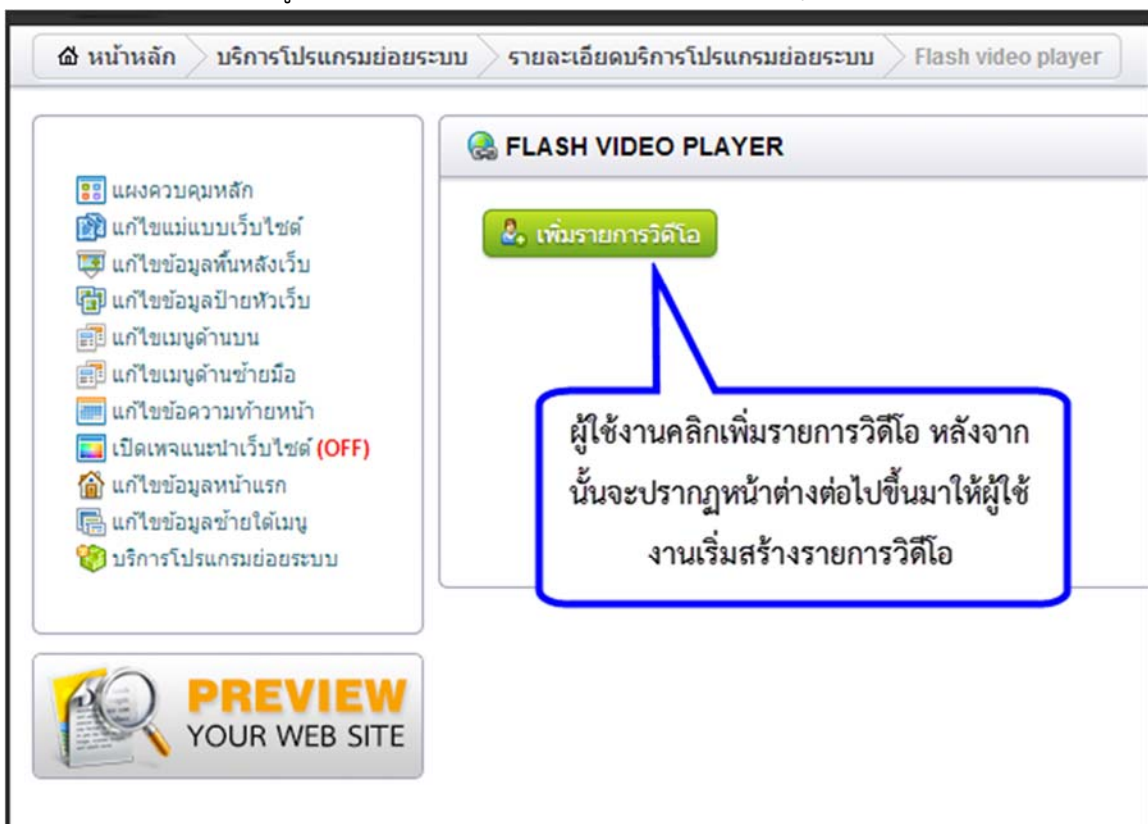 หน้าหลัก บริการโปรแกรมย่อยระบบ รายละเอียดบริการโปรแกรมย่อยระบบ Flash video player
แผงควบคุมหลัก
แก้ไขแม่แบบเว็บไซต์
แก้ไขข้อมูลพื้นหลังเว็บ
แก้ไขข้อมูลป้ายหัวเว็บ
แก้ไขเมนูด้านบน
แก้ไขเมนูด้านซ้ายมือ
แก้ไขข้อความท้ายหน้า
เปิดเพจแนะนำเว็บไซต์ (OFF)
แก้ไขข้อมูลหน้าแรก
แก้ไขข้อมูลซ้ายใต้เมนู
บริการโปรแกรมย่อยระบบ
PREVIEW
YOUR WEB SITE
FLASH VIDEO PLAYER
เพิ่มรายการวิดีโอ
ผู้ใช้งานคลิกเพิ่มรายการวิดีโอ หลังจาก
นั้นจะปรากฏหน้าต่างต่อไปขึ้นมาให้ผู้ใช้
งานเริ่มสร้างรายการวิดีโอ